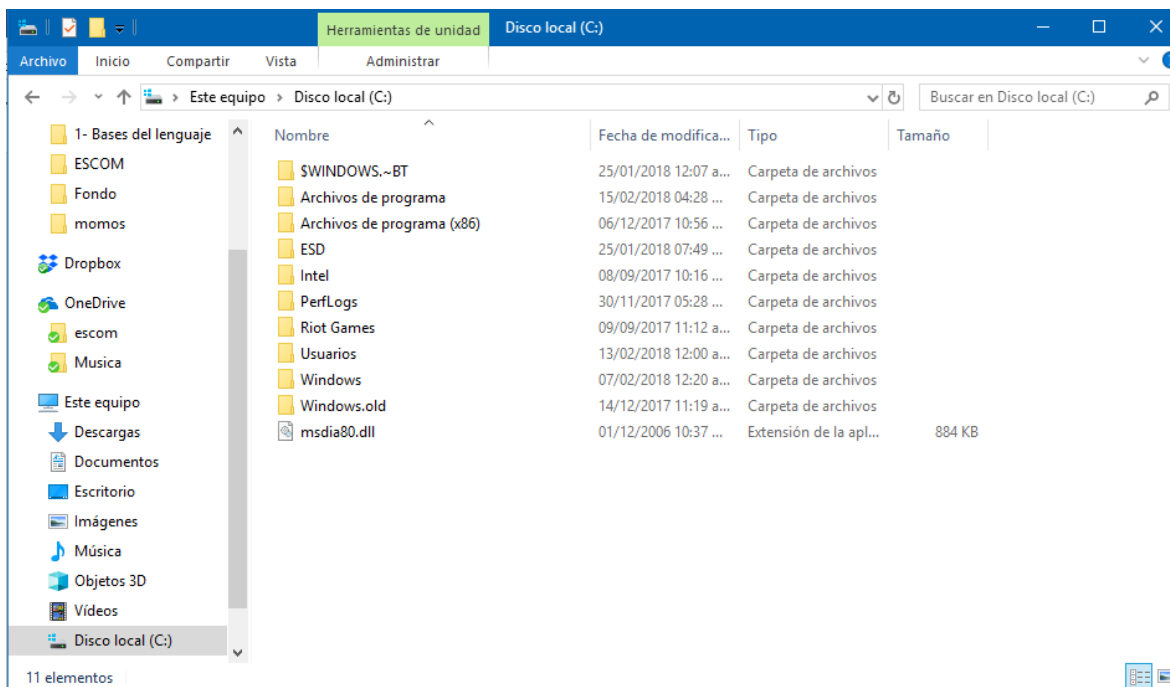 Herramientas de unidad Disco local (C:)
Archivo Inicio Compartir Vista Administrar
Este equipo > Disco local (C:) Buscar en Disco local (C:)
1- Bases del lenguaje
ESCOM
Fondo
momos
Dropbox
OneDrive
escom
Musica
Este equipo
Descargas
Documentos
Escritorio
Imágenes
Música
Objetos 3D
Vídeos
Disco local (C:)
Nombre Fecha de modifica... Tipo Tamaño
$WINDOWS.~BT 25/01/2018 12:07 a... Carpeta de archivos
Archivos de programa 15/02/2018 04:28 ... Carpeta de archivos
Archivos de programa (x86) 06/12/2017 10:56 ... Carpeta de archivos
ESD 25/01/2018 07:49 ... Carpeta de archivos
Intel 08/09/2017 10:16 ... Carpeta de archivos
PerfLogs 30/11/2017 05:28 ... Carpeta de archivos
Riot Games 09/09/2017 11:12 a... Carpeta de archivos
Usuarios 13/02/2018 12:00 a... Carpeta de archivos
Windows 07/02/2018 12:20 a... Carpeta de archivos
Windows.old 14/12/2017 11:19 a... Carpeta de archivos
msdia80.dll 01/12/2006 10:37 ... Extensión de la apl... 884 KB
11 elementos